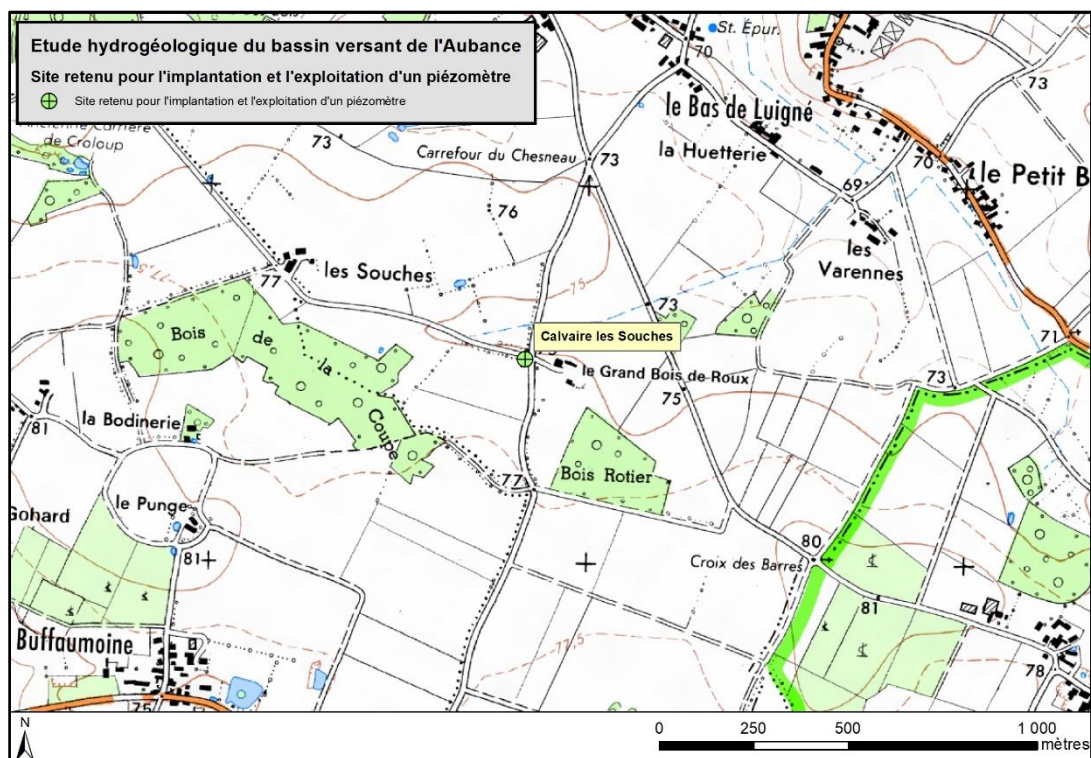 Etude hydrogéologique du bassin versant de l'Aubance
Site retenu pour l'implantation et l'exploitation d'un piézomètre
Site retenu pour l'implantation et l'exploitation d'un piézomètre
St. Epur.
70
73
le Bas de Luigné
de Croloup
73
Carrefour du Chesneau
73
la Huetterie
70
le Petit B
76
69
les Souches
77
77,5
75
les
Varennes
73
Calvaire les Souches
71
Bois
de
la
Coupe
le Grand Bois de Roux
73
75
la Bodinerie
81
Bois Rotier
77
le Punge
Gohard
80
81
Croix des Barres
81
Buffaumoine
77,5
78
75
N
0 250 500 1 000
mètres